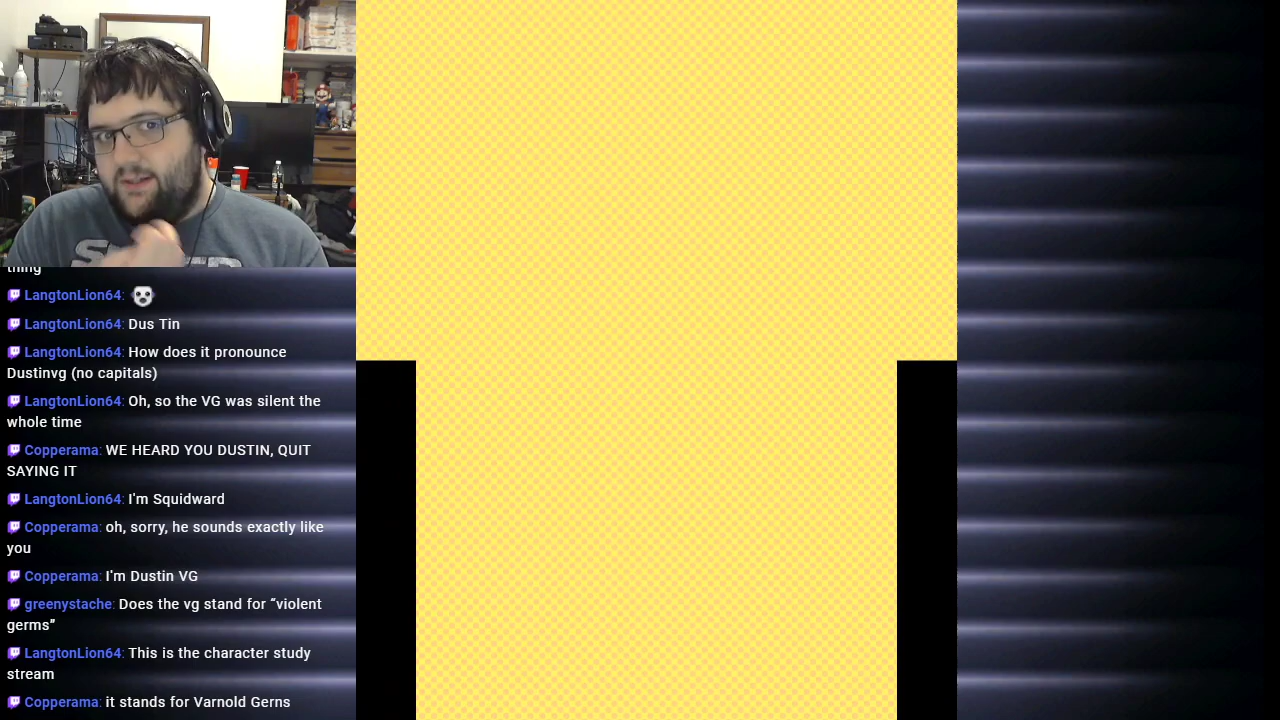 thing
LangtonLion64:
LangtonLion64: Dus Tin
LangtonLion64: How does it pronounce
Dustinvg (no capitals)
LangtonLion64: Oh, so the VG was silent the
whole time
Copperama: WE HEARD YOU DUSTIN, QUIT
SAYING IT
LangtonLion64: I'm Squidward
Copperama: oh, sorry, he sounds exactly like
you
Copperama: I'm Dustin VG
greenystache: Does the vg stand for “violent
germs”
LangtonLion64: This is the character study
stream
Copperama: it stands for Varnold Gerns